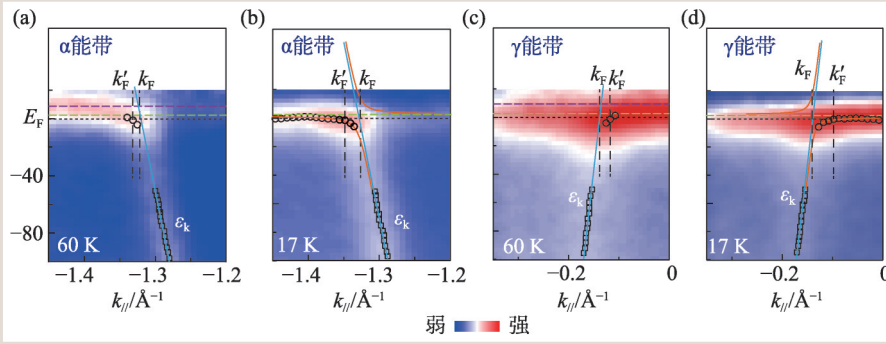 (a)
α能带
k′F kF
EF
−40
−80
60 K
εk
−1.4 −1.3 −1.2
k///Å−1
(b)
α能带
k′F kF
17 K
εk
−1.4 −1.3 −1.2
k///Å−1
(c)
γ能带
kF k′F
60 K
εk
−0.2 0
k///Å−1
(d)
γ能带
kF k′F
17 K
εk
−0.2 0
k///Å−1
弱 强